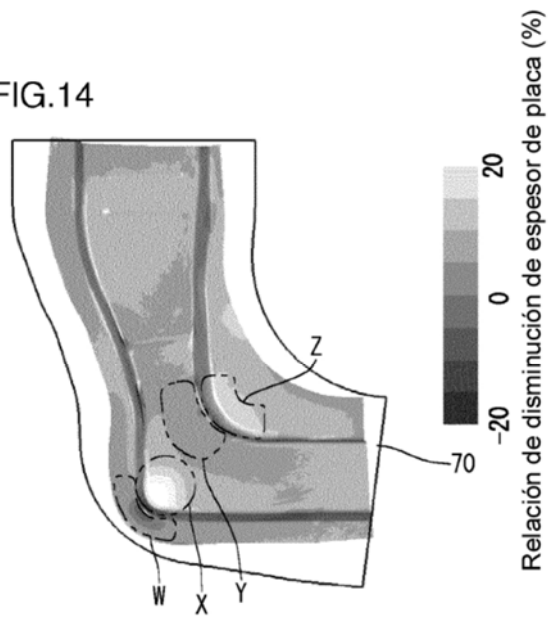 FIG.14
Z
70
W
X
Y
20
0
-20
Relación de disminución de espesor de placa (%)